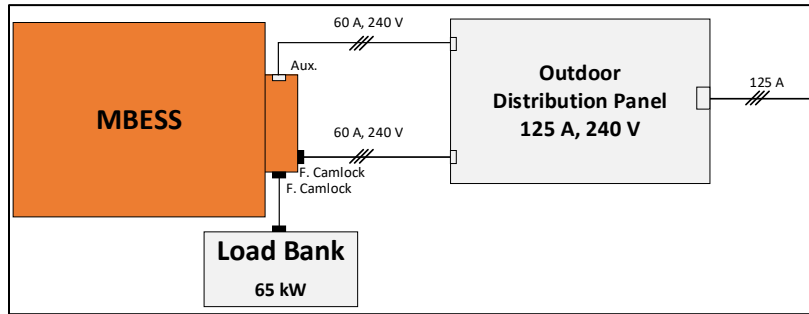 60 A, 240 V
Aux.
MBESS
Outdoor
Distribution Panel
125 A, 240 V
125 A
60 A, 240 V
F. Camlock
F. Camlock
Load Bank
65 kW